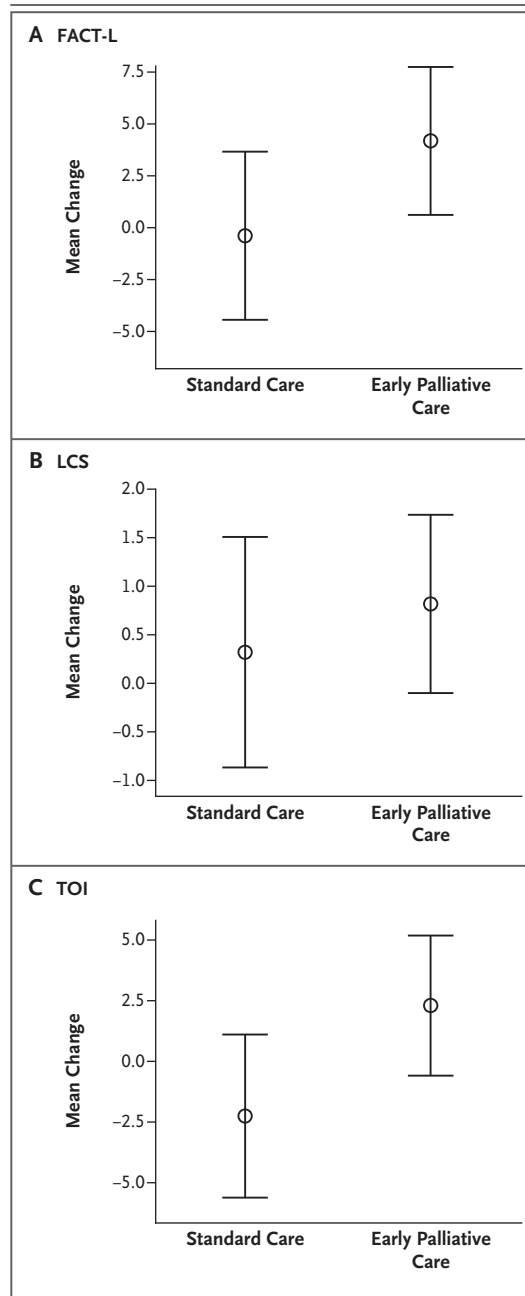 A FACT-L
7.5
5.0
2.5
0.0
−2.5
−5.0
Mean Change
Standard Care
Early Palliative
Care
B LCS
2.0
1.5
1.0
0.5
0.0
−0.5
−1.0
Mean Change
Standard Care
Early Palliative
Care
C TOI
5.0
2.5
0.0
−2.5
−5.0
Mean Change
Standard Care
Early Palliative
Care